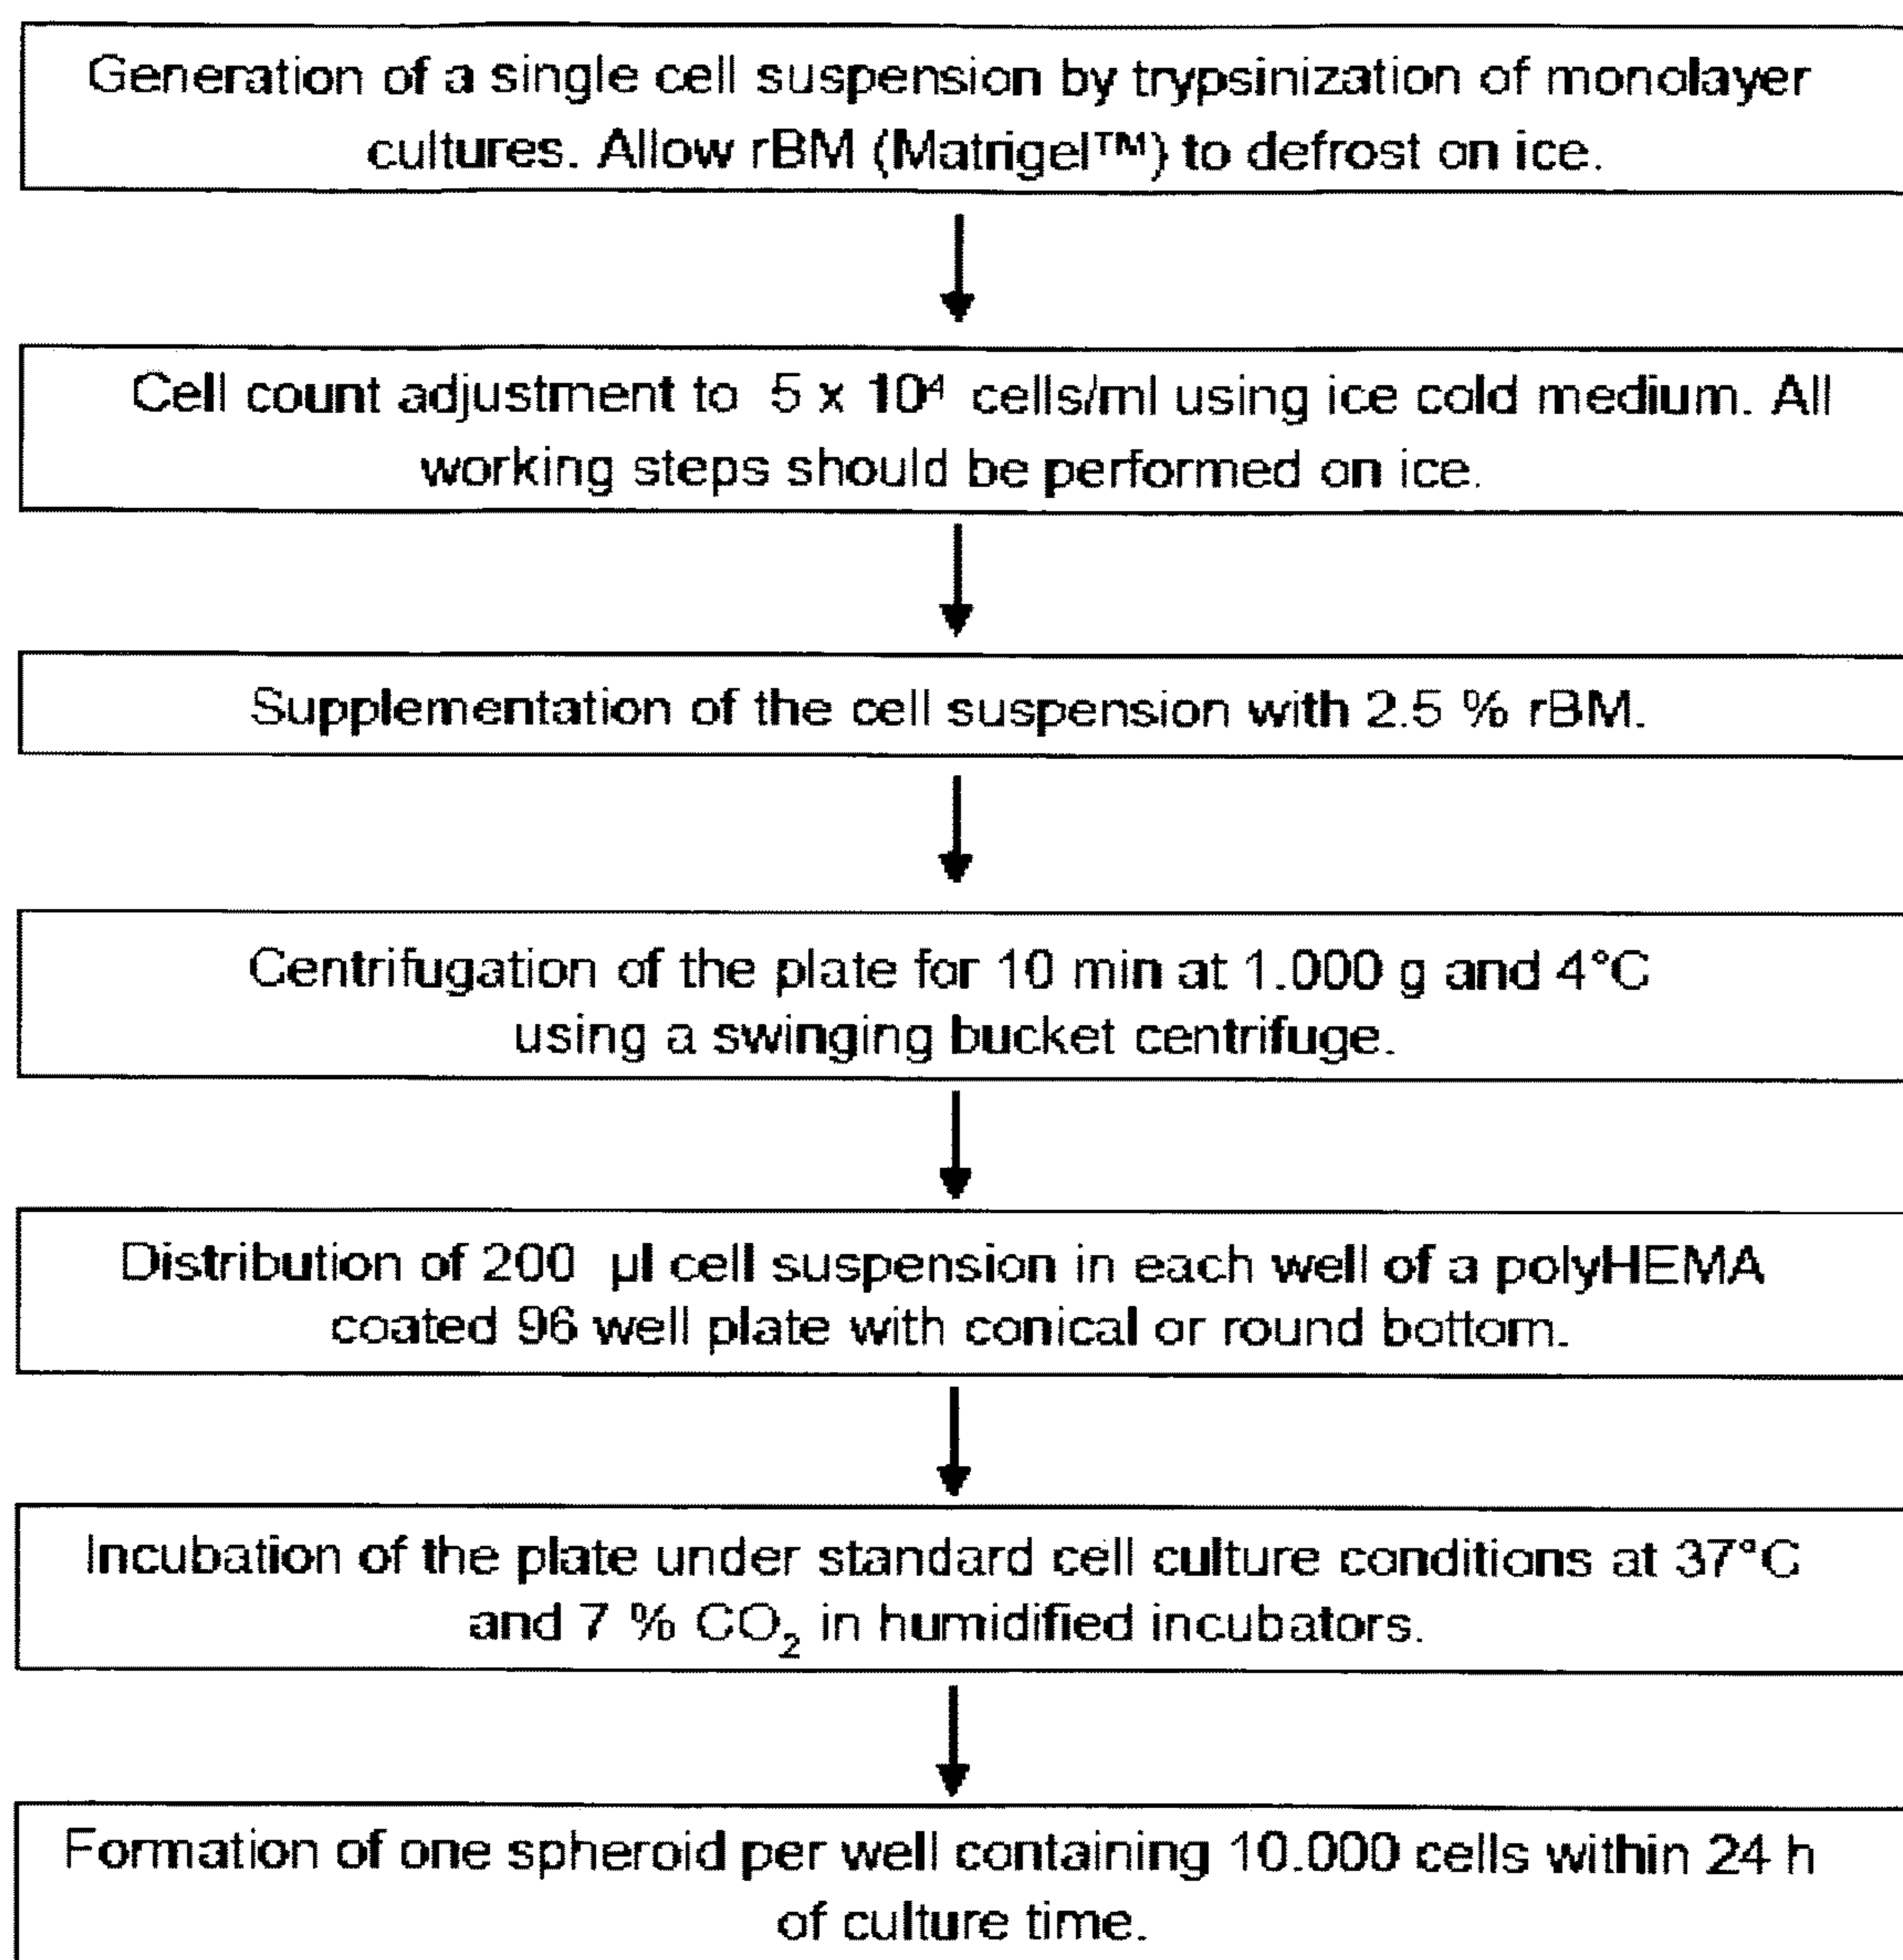 Generation of a single cell suspension by trypsinization of monolayer
cultures. Allow rBM (Matrigel™) to defrost on ice.
Cell count adjustment to 5 x 10⁴ cells/ml using ice cold medium. All
working steps should be performed on ice.
Supplementation of the cell suspension with 2.5 % rBM.
Centrifugation of the plate for 10 min at 1.000 g and 4°C
using a swinging bucket centrifuge.
Distribution of 200 µl cell suspension in each well of a polyHEMA
coated 96 well plate with conical or round bottom.
Incubation of the plate under standard cell culture conditions at 37°C
and 7 % CO₂ in humidified incubators.
Formation of one spheroid per well containing 10.000 cells within 24 h
of culture time.